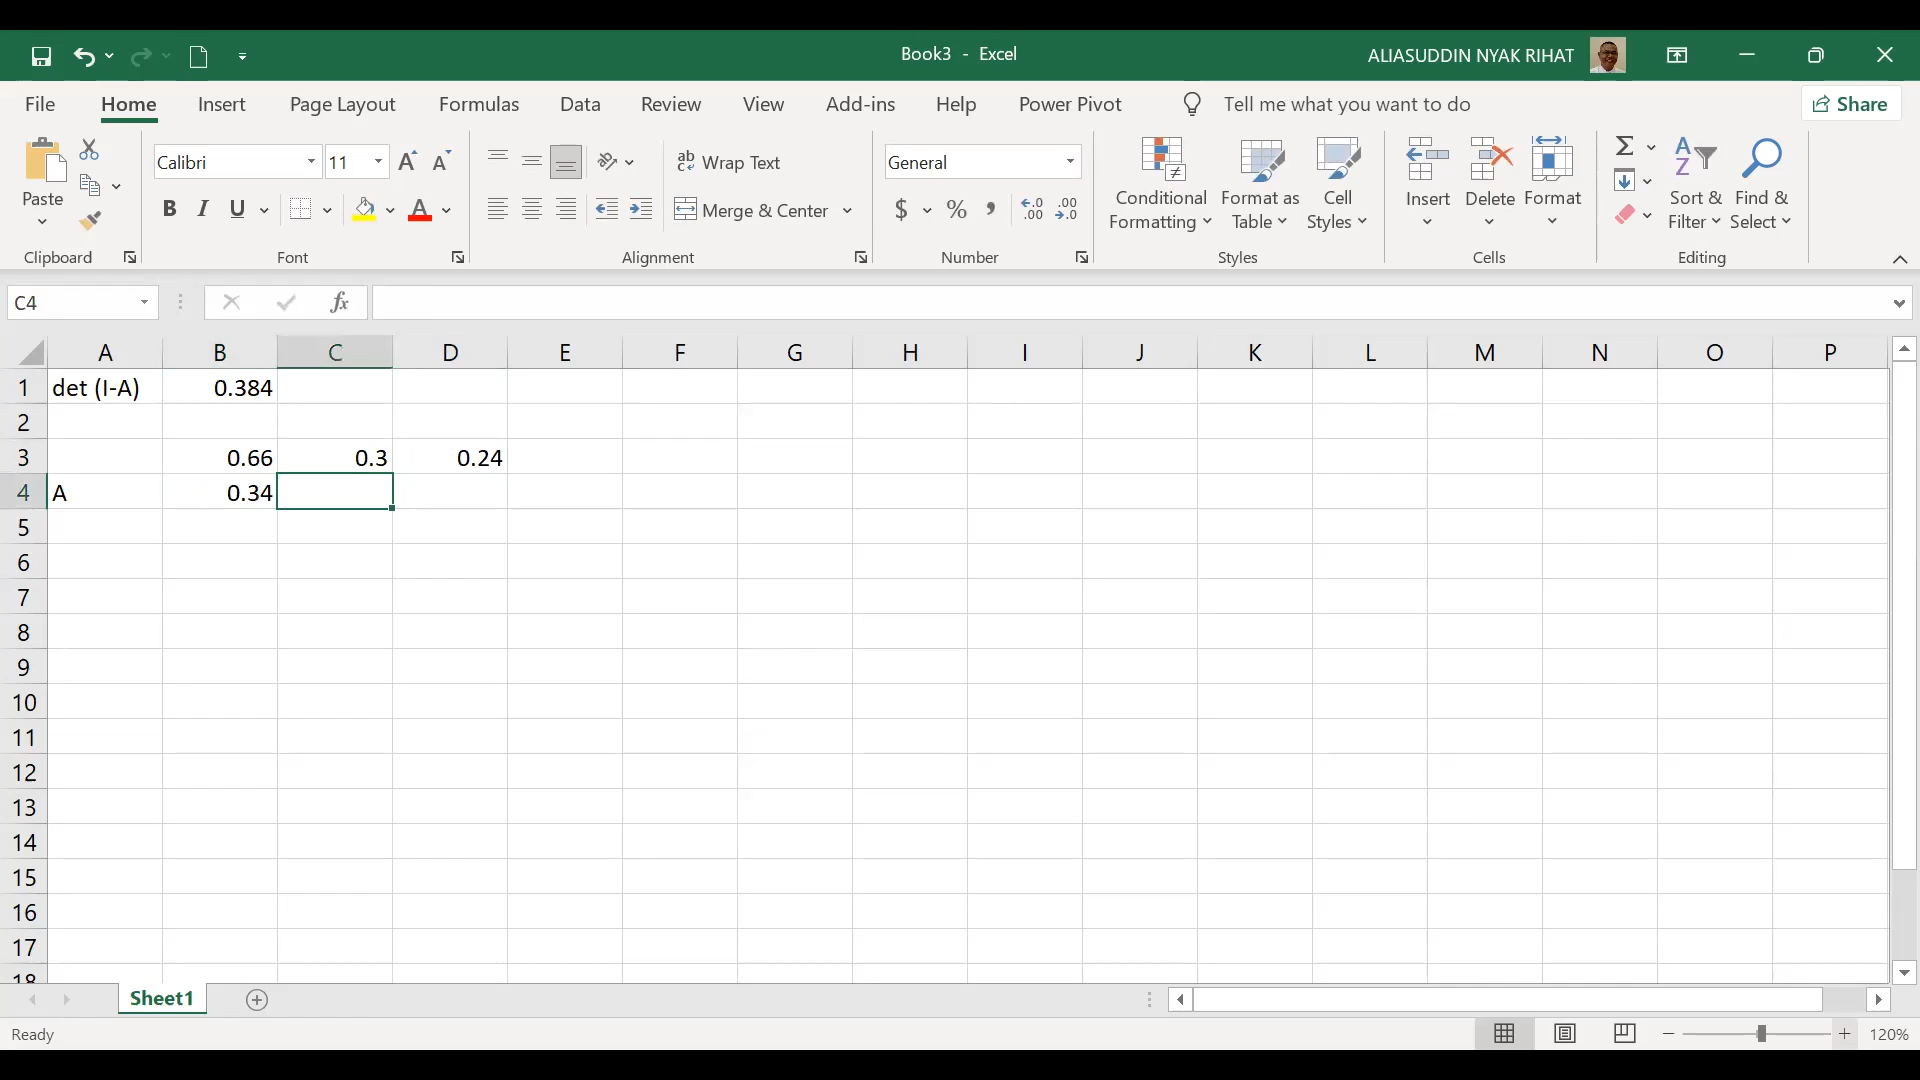 Book3 - Excel
ALIASUDDIN NYAK RIHAT
File Home Insert Page Layout Formulas Data Review View Add-ins Help Power Pivot Tell me what you want to do Share
Paste
Clipboard
Calibri 11
B I U
Font
Wrap Text
Merge & Center
Alignment
General
$ % ,
Number
Conditional Formatting
Format as Table
Cell Styles
Styles
Insert Delete Format
Cells
Sort & Filter
Find & Select
Editing
C4 fx
A B C D E F G H I J K L M N O P
1 det (I-A) 0.384
2
3 0.66 0.3 0.24
4 A 0.34
5
6
7
8
9
10
11
12
13
14
15
16
17
18
Sheet1
Ready 120%